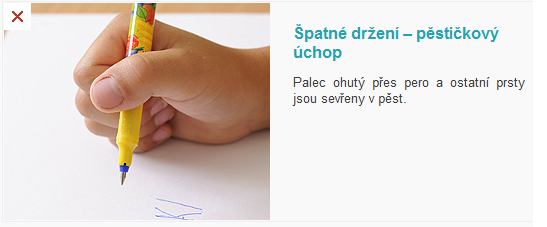 Špatné držení – pěstičkový
úchop
Palec ohutý přes pero a ostatní prsty
jsou sevřeny v pěst.